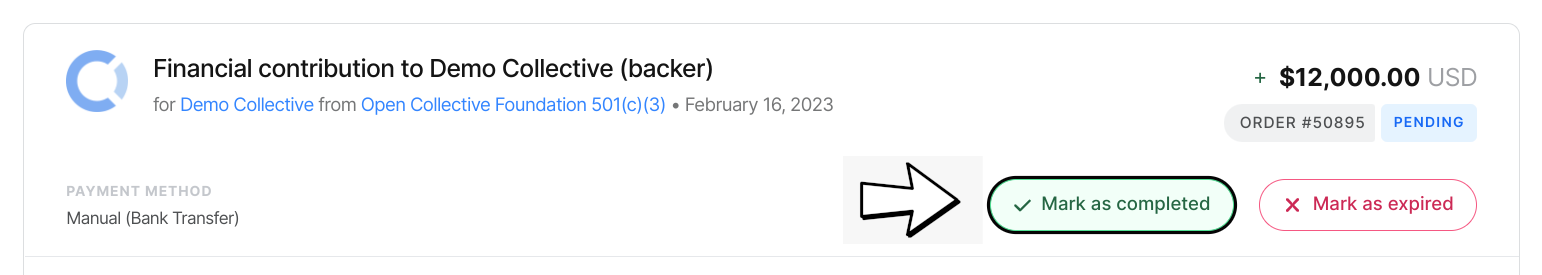 Financial contribution to Demo Collective (backer)
+ $12,000.00 USD
for Demo Collective from Open Collective Foundation 501(c)(3) • February 16, 2023
ORDER #50895 PENDING
PAYMENT METHOD
Manual (Bank Transfer)
Mark as completed
Mark as expired